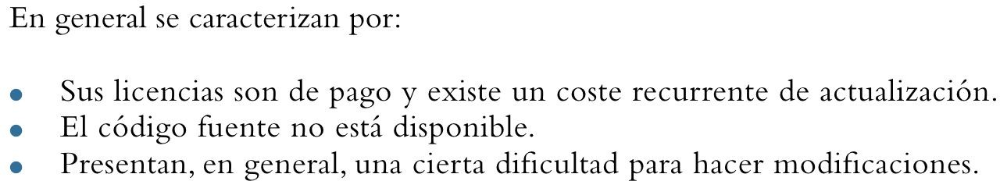 En general se caracterizan por:
● Sus licencias son de pago y existe un coste recurrente de actualización.
● El código fuente no está disponible.
● Presentan, en general, una cierta dificultad para hacer modificaciones.